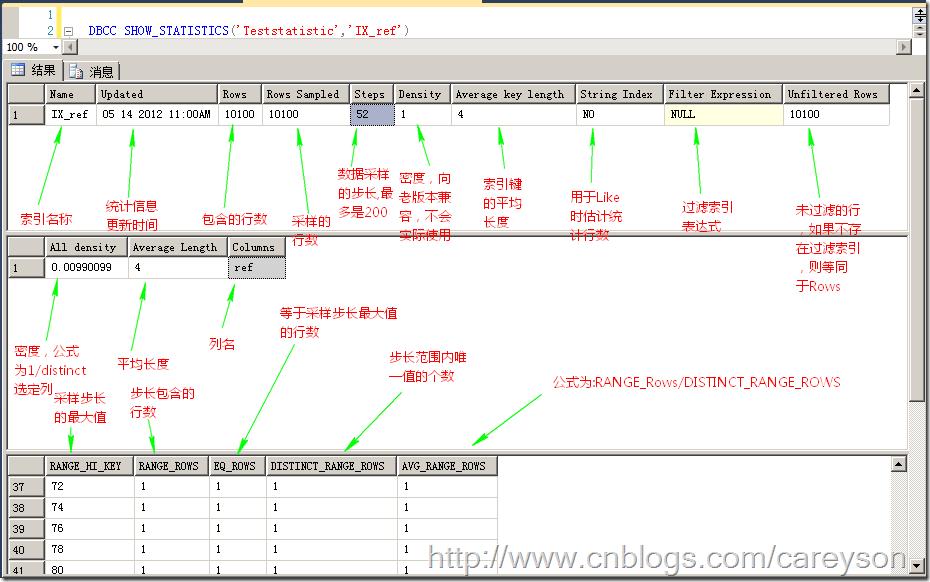 1
2 DBCC SHOW_STATISTICS('Teststatistic','IX_ref')
100 %
结果 消息
Name Updated Rows Rows Sampled Steps Density Average key length String Index Filter Expression Unfiltered Rows
1 IX_ref 05 14 2012 11:00AM 10100 10100 52 1 4 NO NULL 10100
索引名称
统计信息
更新时间
包含的行数
采样的
行数
数据采样
的步长,最
多是200
密度，向
老版本兼
容，不会
实际使用
索引键
的平均
长度
用于Like
时估计统
计行数
过滤索引
表达式
未过滤的行
，如果不存
在过滤索引
，则等同
于Rows
All density Average Length Columns
1 0.00990099 4 ref
密度，公式
为1/distinct
选定列
平均长度
列名
等于采样步长最大值
的行数
步长范围内唯
一值的个数
公式为:RANGE_Rows/DISTINCT_RANGE_ROWS
采样步长
的最大值
步长包含的
行数
RANGE_HI_KEY RANGE_ROWS EQ_ROWS DISTINCT_RANGE_ROWS AVG_RANGE_ROWS
37 72 1 1 1 1
38 74 1 1 1 1
39 76 1 1 1 1
40 78 1 1 1 1
41 80 1 1 1 1
http://www.cnblogs.com/careyson